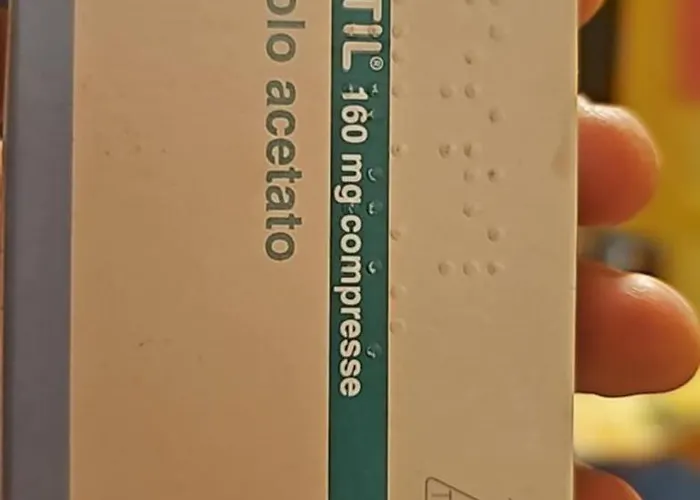 TIL® 160 mg compresse
olo acetato